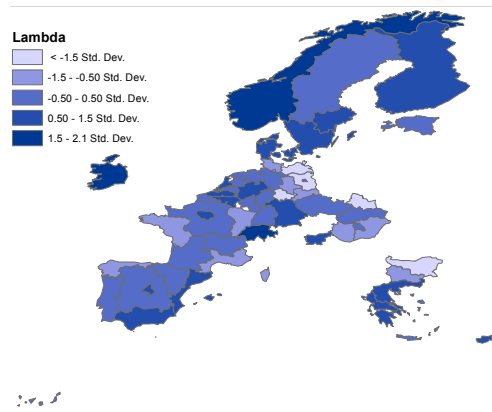 Lambda
< -1.5 Std. Dev.
-1.5 - -0.50 Std. Dev.
-0.50 - 0.50 Std. Dev.
0.50 - 1.5 Std. Dev.
1.5 - 2.1 Std. Dev.